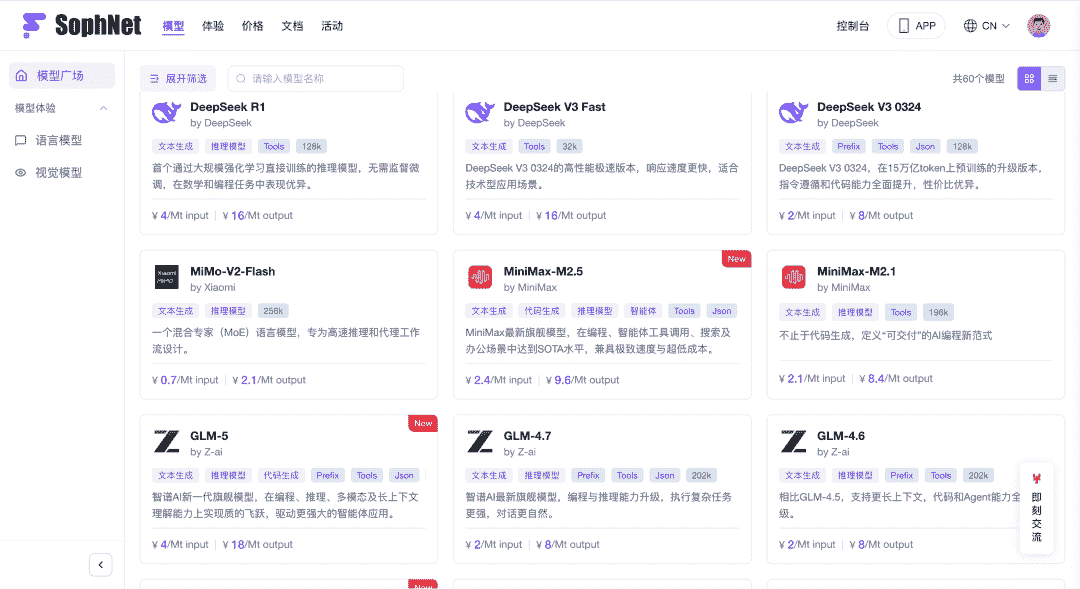 SophNet
模型
体验
价格
文档
活动
控制台
APP
CN
模型广场
模型体验
语言模型
视觉模型
展开筛选
请输入模型名称
共60个模型
DeepSeek R1
by DeepSeek
文本生成 推理模型 Tools 128k
首个通过大规模强化学习直接训练的推理模型，无需监督微
调，在数学和编程任务中表现优异。
¥ 4/Mt input | ¥ 16/Mt output
DeepSeek V3 Fast
by DeepSeek
文本生成 Tools 32k
DeepSeek V3 0324的高性能极速版本，响应速度更快，适合
技术型应用场景。
¥ 4/Mt input | ¥ 16/Mt output
DeepSeek V3 0324
by DeepSeek
文本生成 Prefix Tools Json 128k
DeepSeek V3 0324，在15万亿token上预训练的升级版本，
指令遵循和代码能力全面提升，性价比优异。
¥ 2/Mt input | ¥ 8/Mt output
Xiaomi
MiMo
MiMo-V2-Flash
by Xiaomi
文本生成 推理模型 256k
一个混合专家（MoE）语言模型，专为高速推理和代理工作
流设计。
¥ 0.7/Mt input | ¥ 2.1/Mt output
New
MiniMax-M2.5
by MiniMax
文本生成 代码生成 推理模型 智能体 Tools Json
MiniMax最新旗舰模型，在编程、智能体工具调用、搜索及
办公场景中达到SOTA水平，兼具极致速度与超低成本。
¥ 2.4/Mt input | ¥ 9.6/Mt output
MiniMax-M2.1
by MiniMax
文本生成 推理模型 Tools 196k
不止于代码生成，定义“可交付”的AI编程新范式
¥ 2.1/Mt input | ¥ 8.4/Mt output
New
GLM-5
by Z-ai
文本生成 推理模型 代码生成 Prefix Tools Json
智谱AI新一代旗舰模型，在编程、推理、多模态及长上下文
理解能力上实现质的飞跃，驱动更强大的智能体应用。
¥ 4/Mt input | ¥ 18/Mt output
GLM-4.7
by Z-ai
文本生成 推理模型 Prefix Tools Json 202k
智谱AI最新旗舰模型，编程与推理能力升级，执行复杂任务
更强，对话更自然。
¥ 2/Mt input | ¥ 8/Mt output
GLM-4.6
by Z-ai
文本生成 推理模型 Prefix Tools 202k
相比GLM-4.5，支持更长上下文，代码和Agent能力全
级。
¥ 2/Mt input | ¥ 8/Mt output
即刻交流
New